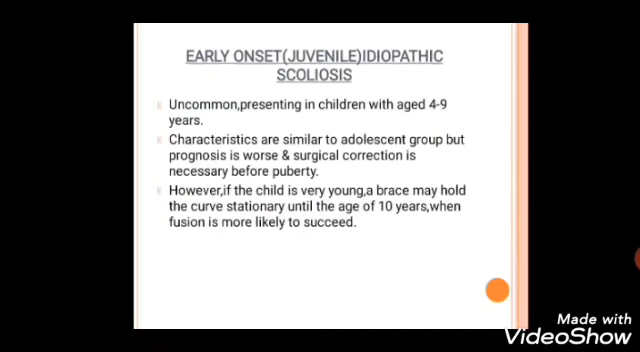 EARLY ONSET(JUVENILE)IDIOPATHIC
SCOLIOSIS
Uncommon,presenting in children with aged 4-9
years.
Characteristics are similar to adolescent group but
prognosis is worse & surgical correction is
necessary before puberty.
However,if the child is very young,a brace may hold
the curve stationary until the age of 10 years,when
fusion is more likely to succeed.
Made with
VideoShow